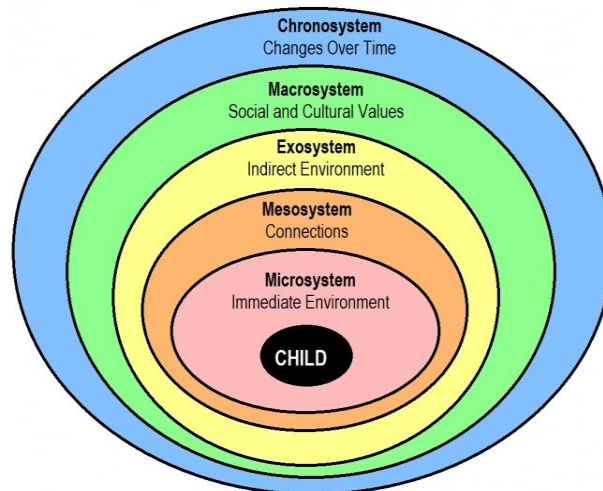 Chronosystem
Changes Over Time
Macrosystem
Social and Cultural Values
Exosystem
Indirect Environment
Mesosystem
Connections
Microsystem
Immediate Environment
CHILD